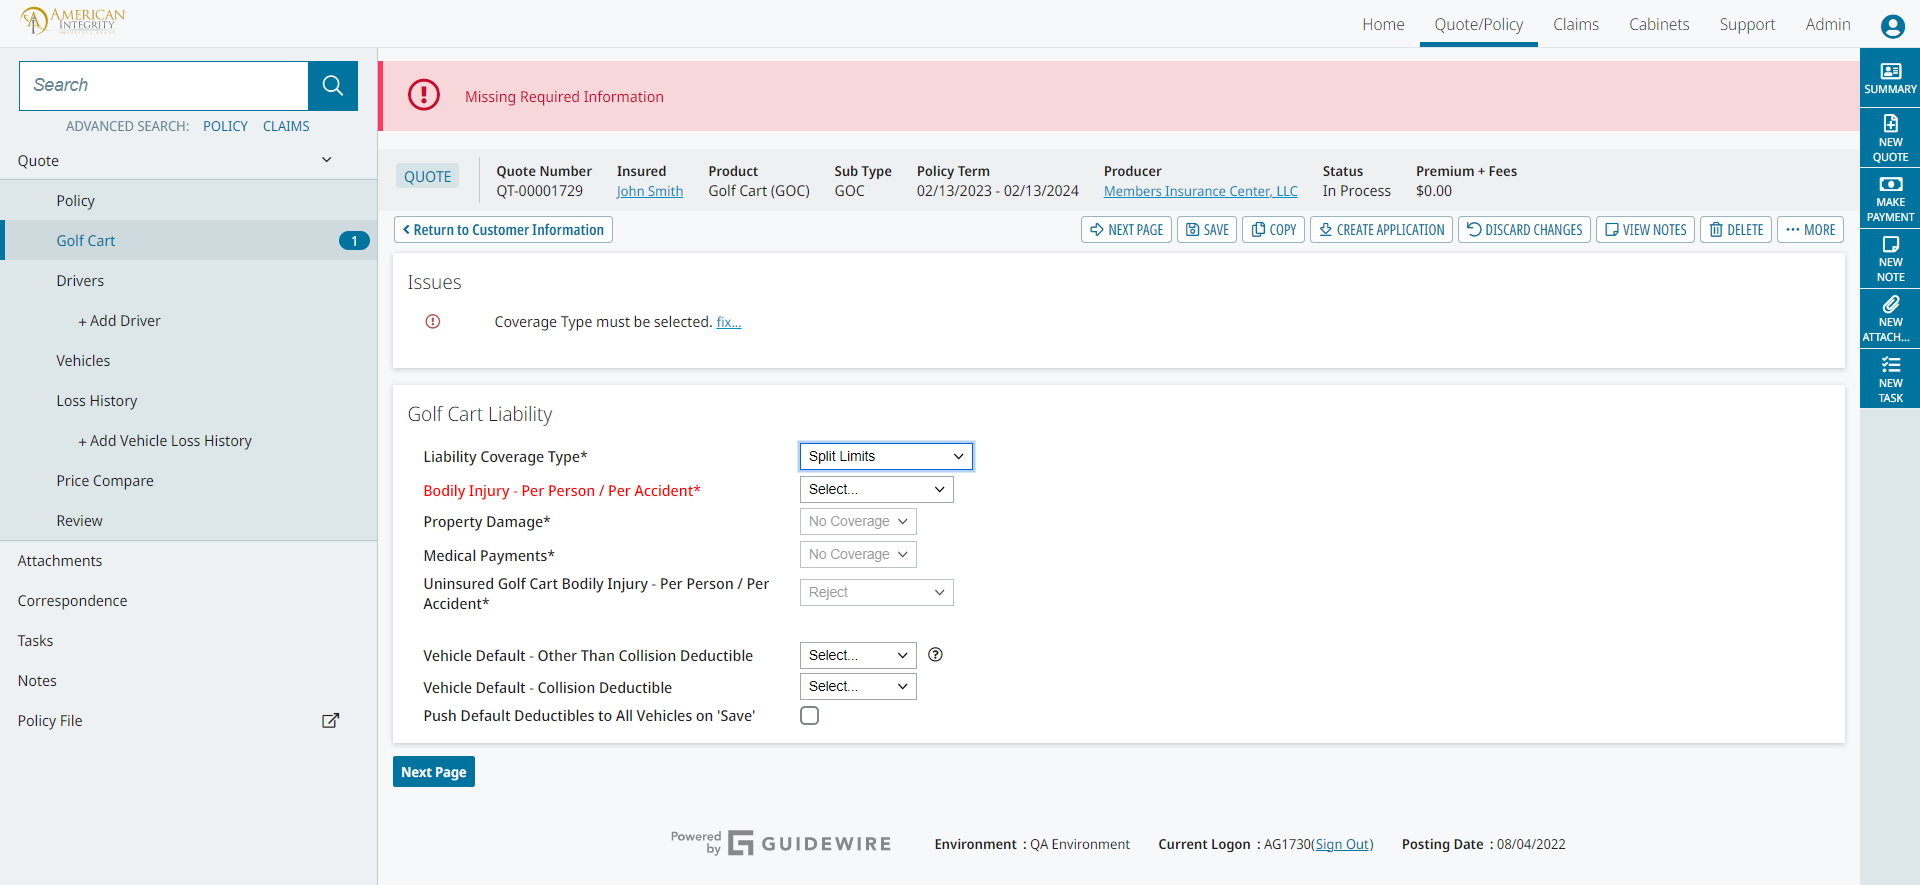 AMERICAN
INTEGRITY
INSURANCE GROUP
Home
Quote/Policy
Claims
Cabinets
Support
Admin
Search
ADVANCED SEARCH: POLICY CLAIMS
Quote
Policy
Golf Cart 1
Drivers
+ Add Driver
Vehicles
Loss History
+ Add Vehicle Loss History
Price Compare
Review
Attachments
Correspondence
Tasks
Notes
Policy File
Missing Required Information
QUOTE
Quote Number
QT-00001729
Insured
John Smith
Product
Golf Cart (GOC)
Sub Type
GOC
Policy Term
02/13/2023 - 02/13/2024
Producer
Members Insurance Center, LLC
Status
In Process
Premium + Fees
$0.00
Return to Customer Information
NEXT PAGE
SAVE
COPY
CREATE APPLICATION
DISCARD CHANGES
VIEW NOTES
DELETE
MORE
Issues
Coverage Type must be selected. fix...
Golf Cart Liability
Liability Coverage Type* Split Limits
Bodily Injury - Per Person / Per Accident* Select...
Property Damage* No Coverage
Medical Payments* No Coverage
Uninsured Golf Cart Bodily Injury - Per Person / Per
Accident*
Reject
Vehicle Default - Other Than Collision Deductible Select...
Vehicle Default - Collision Deductible Select...
Push Default Deductibles to All Vehicles on 'Save'
Next Page
SUMMARY
NEW
QUOTE
MAKE
PAYMENT
NEW
NOTE
NEW
ATTACH...
NEW
TASK
Powered
by
GUIDEWIRE
Environment : QA Environment
Current Logon : AG1730(Sign Out)
Posting Date : 08/04/2022